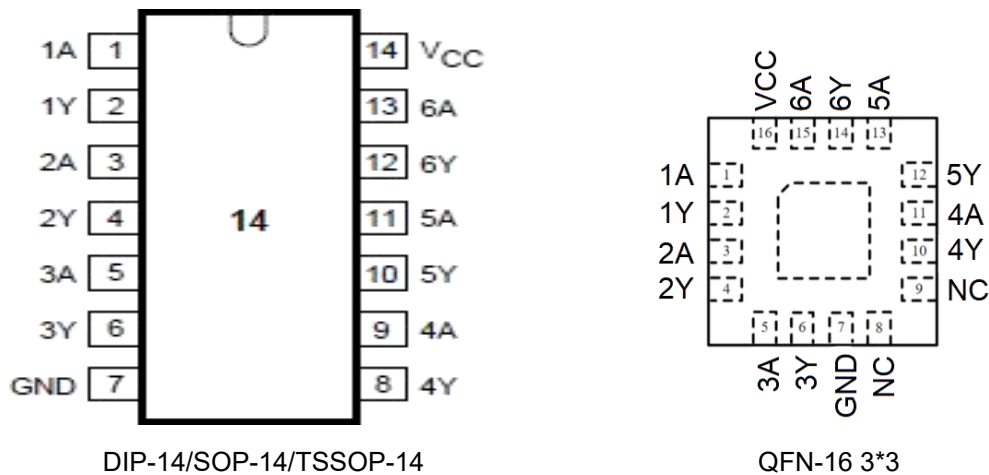 1A 1 14 VCC
1Y 2 13 6A
2A 3 12 6Y
2Y 4 14 11 5A
3A 5 10 5Y
3Y 6 9 4A
GND 7 8 4Y
DIP-14/SOP-14/TSSOP-14
VCC 6A 6Y 5A
16 15 14 13
1A 1 12 5Y
1Y 2 11 4A
2A 3 10 4Y
2Y 4 9 NC
5 6 7 8
3A 3Y GND NC
QFN-16 3*3